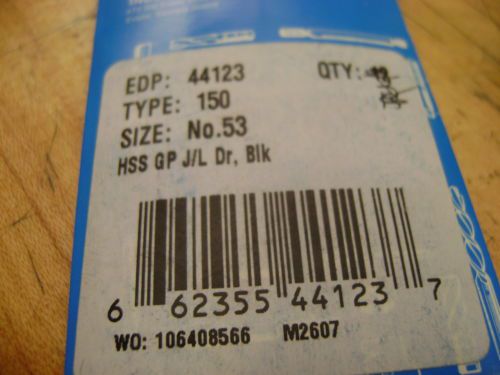 EDP: 44123 QTY:
TYPE: 150
SIZE: No.53
HSS GP J/L Dr, Blk
6 62355 44123 7
WO: 106408566 M2607